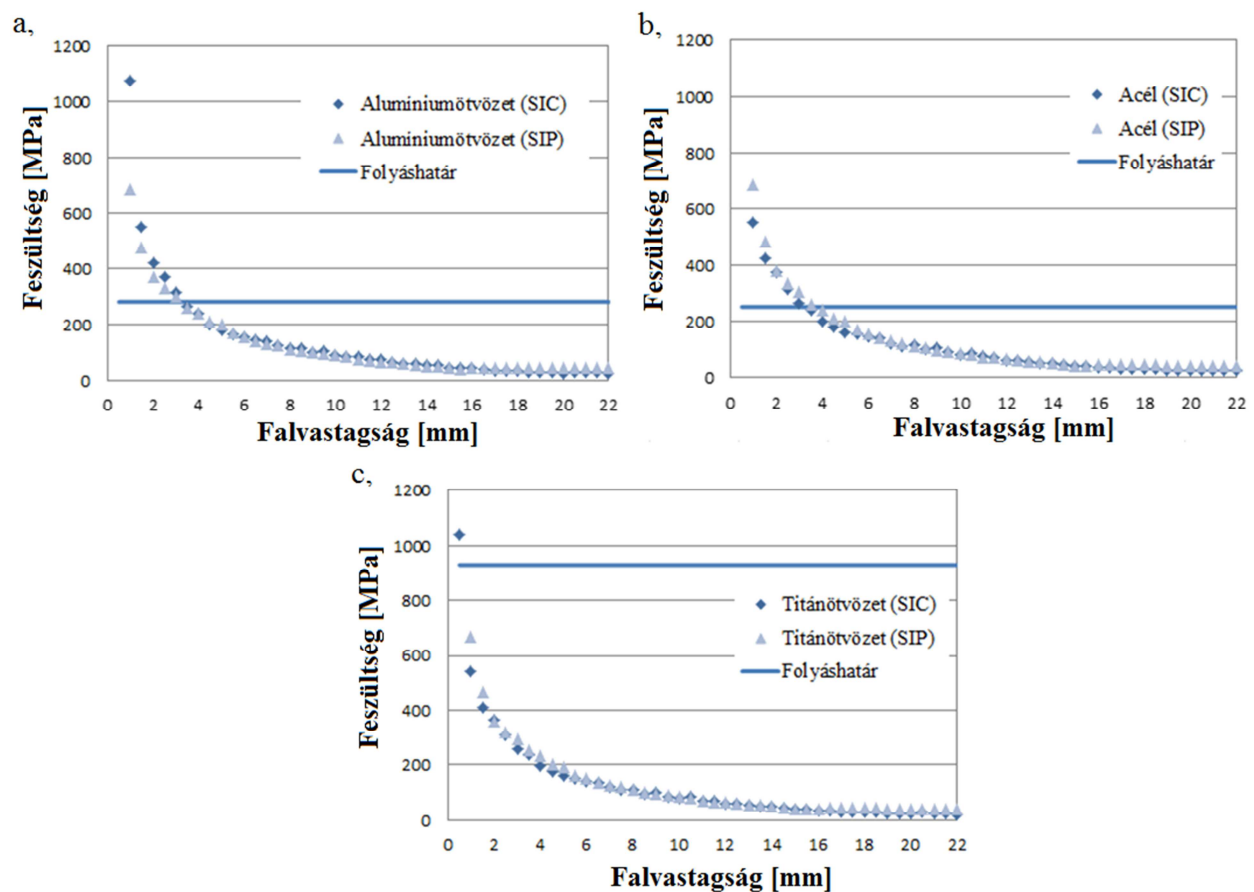 a,
Feszültség [MPa]
1200
1000
800
600
400
200
0
Aluminiumötvözet (SIC)
Aluminiumötvözet (SIP)
Folyáshatár
0 2 4 6 8 10 12 14 16 18 20 22
Falvastagság [mm]
b,
Feszültség [MPa]
1200
1000
800
600
400
200
0
Acél (SIC)
Acél (SIP)
Folyáshatár
0 2 4 6 8 10 12 14 16 18 20 22
Falvastagság [mm]
c,
Feszültség [MPa]
1200
1000
800
600
400
200
0
Titánötvözet (SIC)
Titánötvözet (SIP)
Folyáshatár
0 2 4 6 8 10 12 14 16 18 20 22
Falvastagság [mm]